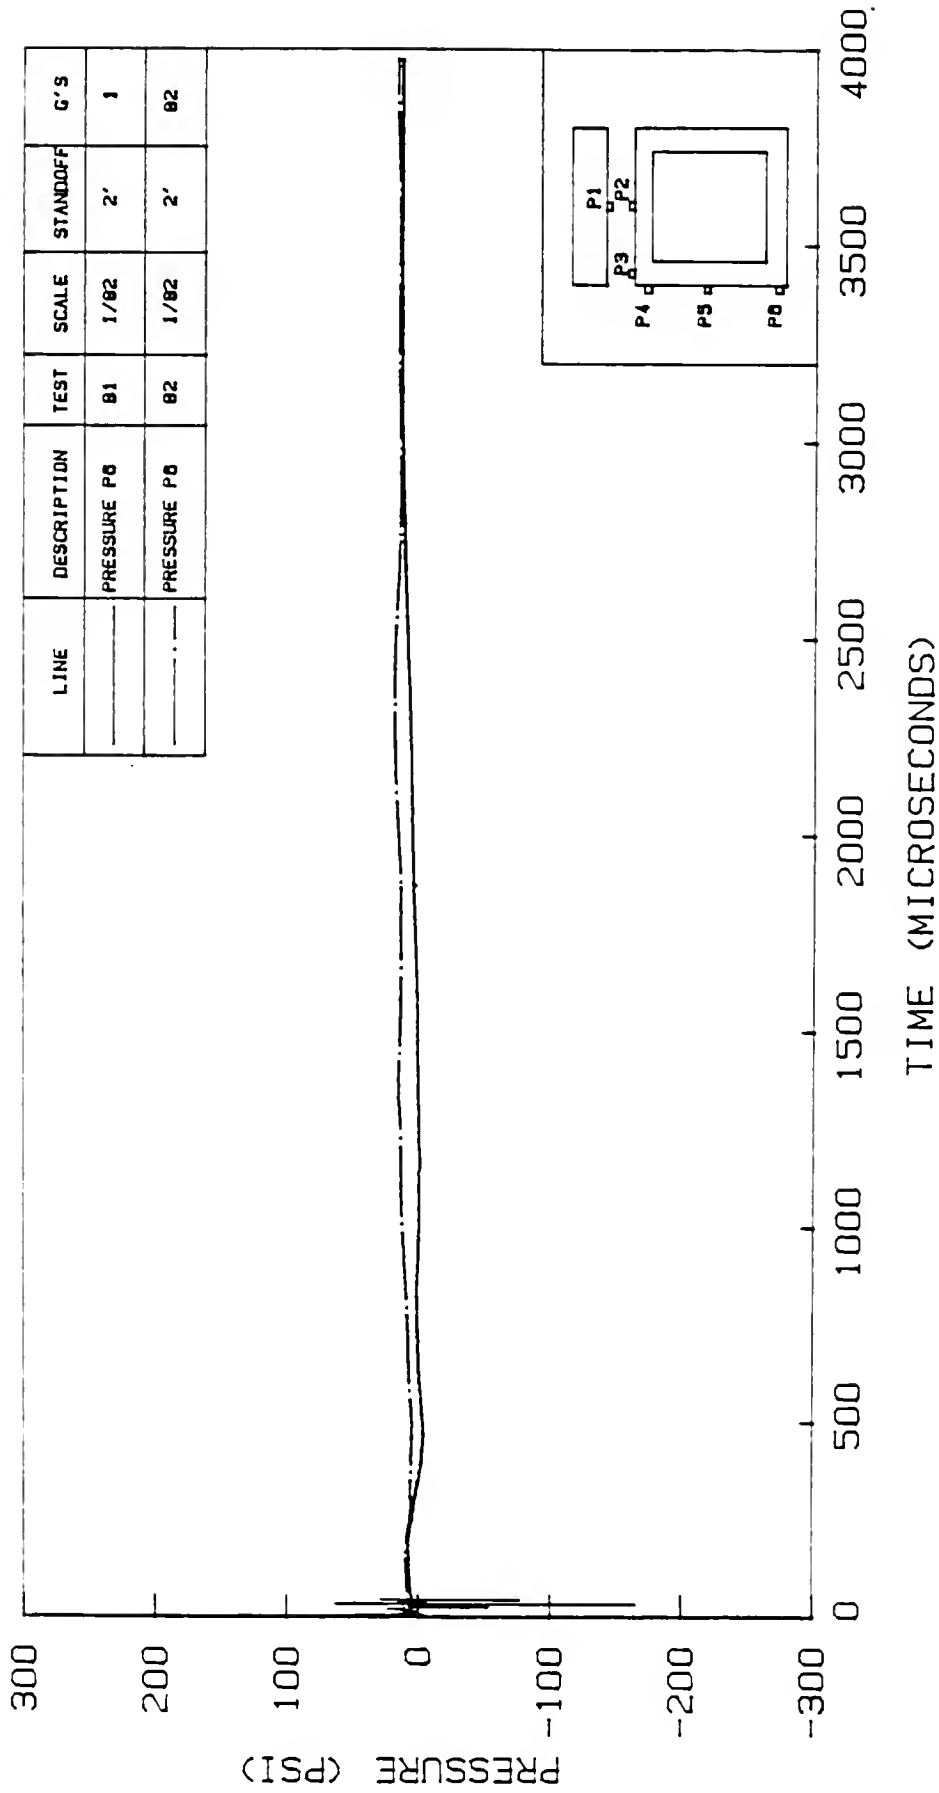 LINE DESCRIPTION TEST SCALE STANDOFF G'S
PRESSURE P6 81 1/82 2' 1
PRESSURE P6 82 1/82 2' 82
300
200
100
0
-100
-200
-300
PRESSURE (PSI)
P1
P2
P3
P4
P5
P6
0 500 1000 1500 2000 2500 3000 3500 4000
TIME (MICROSECONDS)